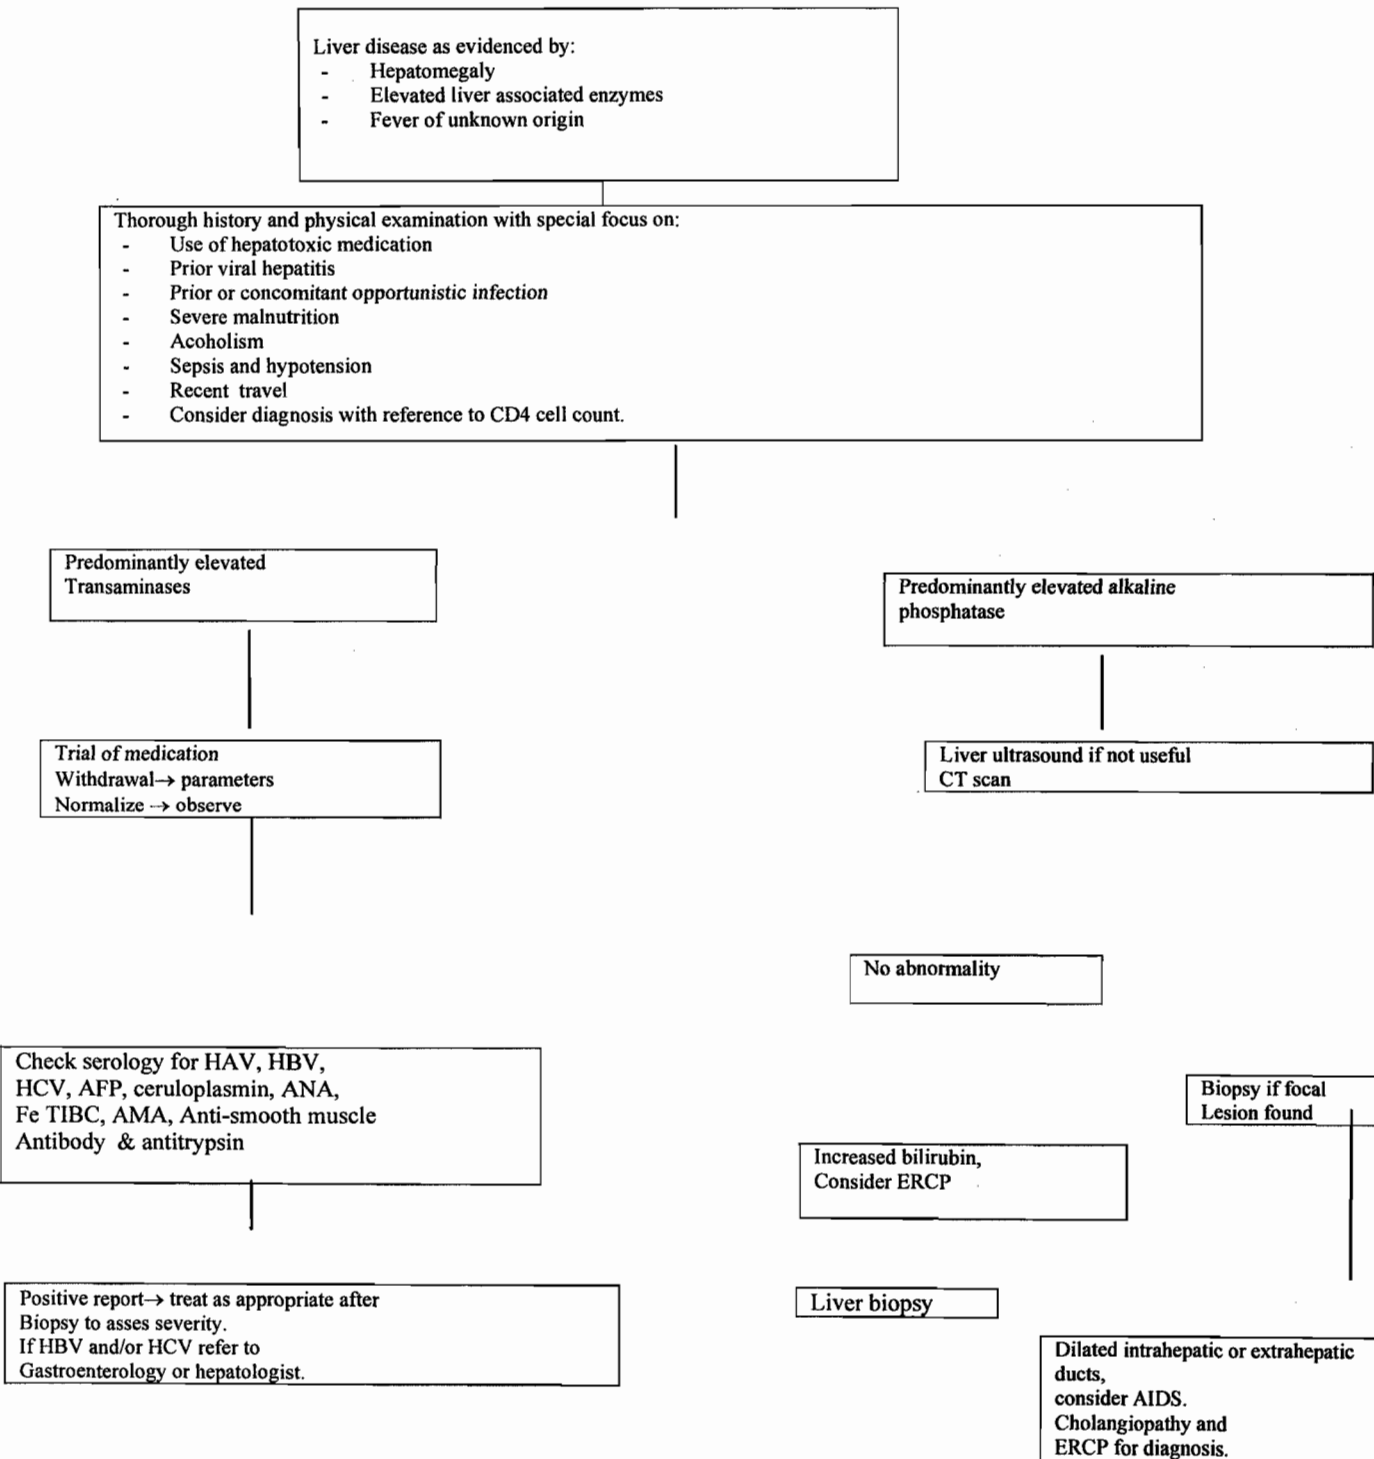 Liver disease as evidenced by:
- Hepatomegaly
- Elevated liver associated enzymes
- Fever of unknown origin
Thorough history and physical examination with special focus on:
- Use of hepatotoxic medication
- Prior viral hepatitis
- Prior or concomitant opportunistic infection
- Severe malnutrition
- Acoholism
- Sepsis and hypotension
- Recent travel
- Consider diagnosis with reference to CD4 cell count.
Predominantly elevated
Transaminases
Predominantly elevated alkaline
phosphatase
Trial of medication
Withdrawal→ parameters
Normalize → observe
Liver ultrasound if not useful
CT scan
No abnormality
Check serology for HAV, HBV,
HCV, AFP, ceruloplasmin, ANA,
Fe TIBC, AMA, Anti-smooth muscle
Antibody & antitrypsin
Biopsy if focal
Lesion found
Increased bilirubin,
Consider ERCP
Positive report→ treat as appropriate after
Biopsy to asses severity.
If HBV and/or HCV refer to
Gastroenterology or hepatologist.
Liver biopsy
Dilated intrahepatic or extrahepatic
ducts,
consider AIDS.
Cholangiopathy and
ERCP for diagnosis.